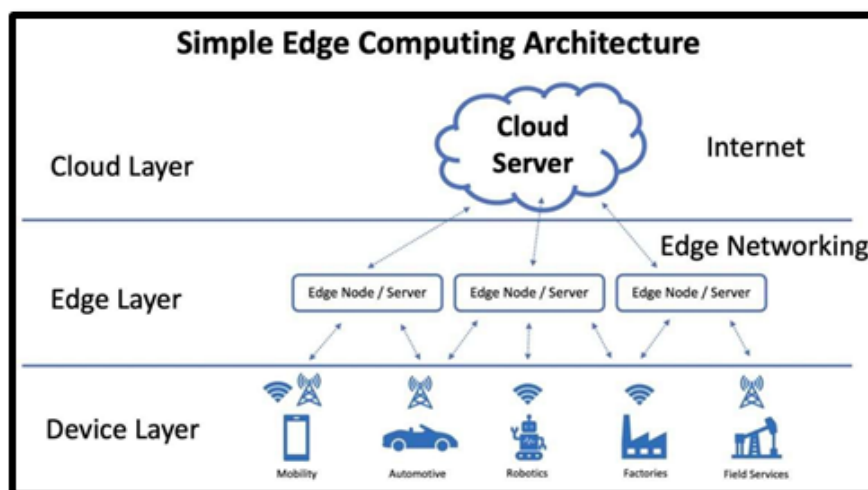 Simple Edge Computing Architecture
Cloud
Server
Internet
Cloud Layer
Edge Networking
Edge Layer
Edge Node / Server
Edge Node / Server
Edge Node / Server
Device Layer
Mobility
Automotive
Robotics
Factories
Field Services